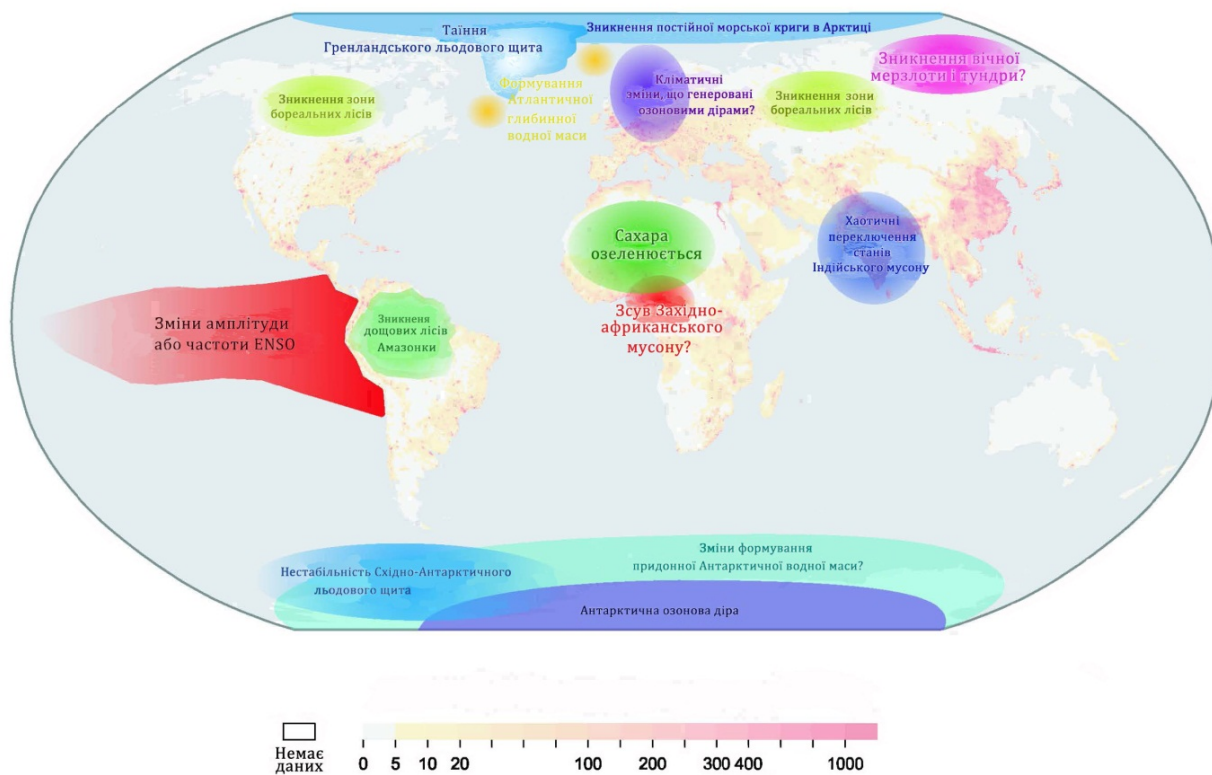 Таїння
Гренландського льодового щита
Зникнення постійної морської криги в Арктиці
Зникнення вічної
мерзлоти і тундри?
Зникнення зони
бореальних лісів
Формування
Атлантичної
глибинної
водної маси
Кліматичні
зміни, що генеровані
озоновими дірами?
Зникнення зони
бореальних лісів
Сахара
озеленюється
Хаотичні
переключення
станів
Індійського мусону
Зміни амплітуди
або частоти ENSO
Зникненя
дощових лісів
Амазонки
Зсув Західно-
африканського
мусону?
Нестабільність Східно-Антарктичного
льодового щита
Зміни формування
придонної Антарктичної водної маси?
Антарктична озонова діра
Немає
даних
0 5 10 20 100 200 300 400 1000